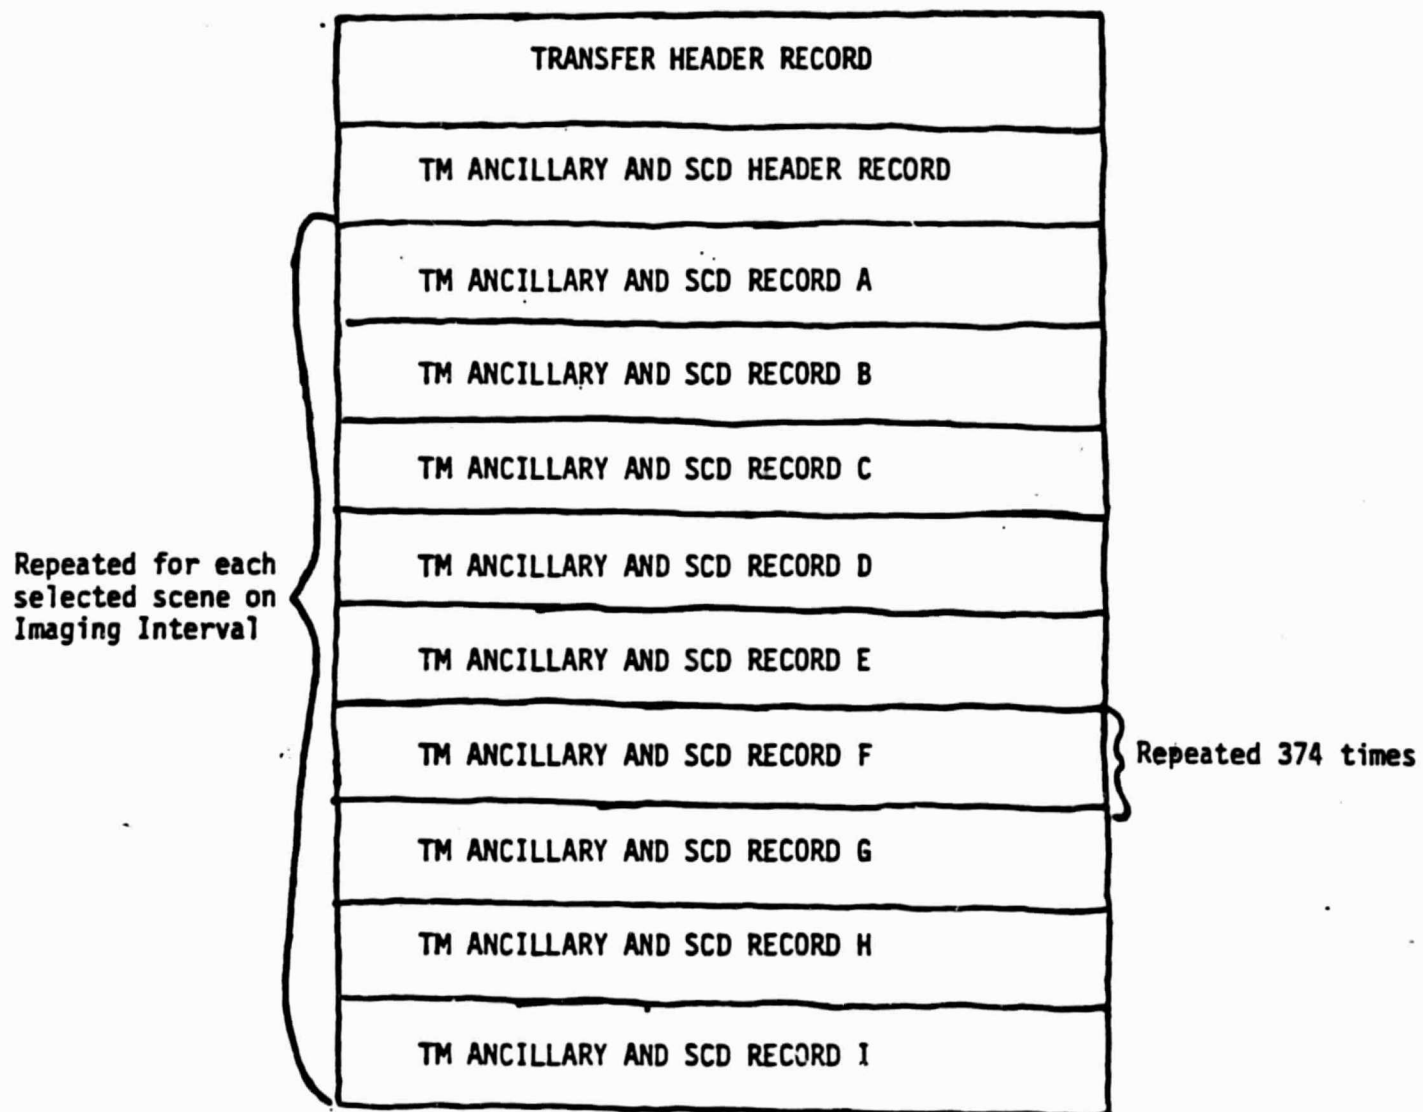 TRANSFER HEADER RECORD
TM ANCILLARY AND SCD HEADER RECORD
TM ANCILLARY AND SCD RECORD A
TM ANCILLARY AND SCD RECORD B
TM ANCILLARY AND SCD RECORD C
TM ANCILLARY AND SCD RECORD D
Repeated for each
selected scene on
Imaging Interval
TM ANCILLARY AND SCD RECORD E
TM ANCILLARY AND SCD RECORD F
Repeated 374 times
TM ANCILLARY AND SCD RECORD G
TM ANCILLARY AND SCD RECORD H
TM ANCILLARY AND SCD RECORD I